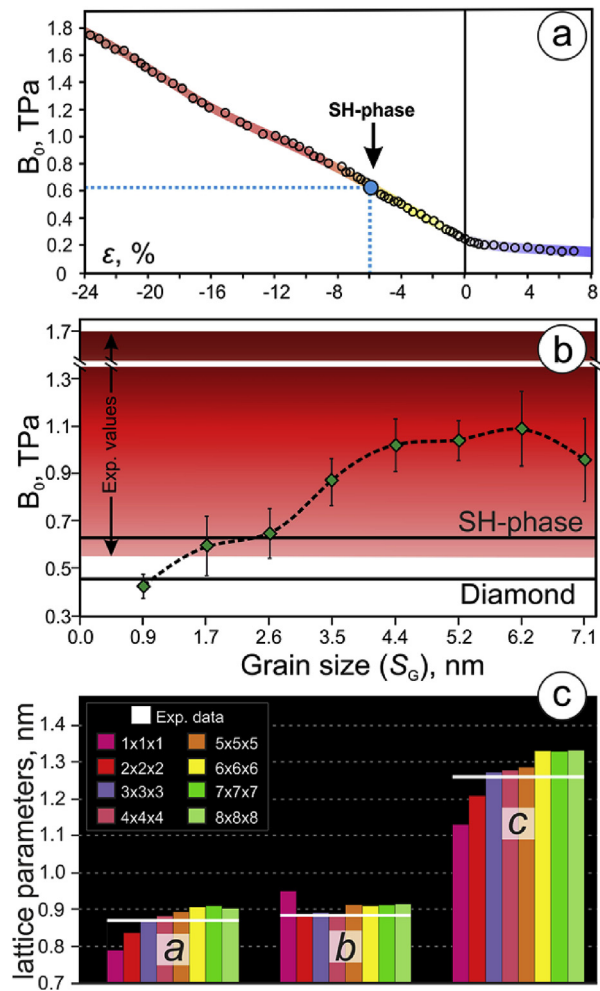 a
1.8
1.6
1.4
1.2
1.0
0.8
0.6
0.4
0.2
0
B₀, TPa
SH-phase
ε, %
-24 -20 -16 -12 -8 -4 0 4 8
b
1.7
1.3
1.1
0.9
0.7
0.5
0.3
B₀, TPa
Exp. values
SH-phase
Diamond
0.0 0.9 1.7 2.6 3.5 4.4 5.2 6.2 7.1
Grain size (S_G), nm
c
1.4
1.3
1.2
1.1
1.0
0.9
0.8
0.7
lattice parameters, nm
Exp. data
1x1x1 5x5x5
2x2x2 6x6x6
3x3x3 7x7x7
4x4x4 8x8x8
a b c